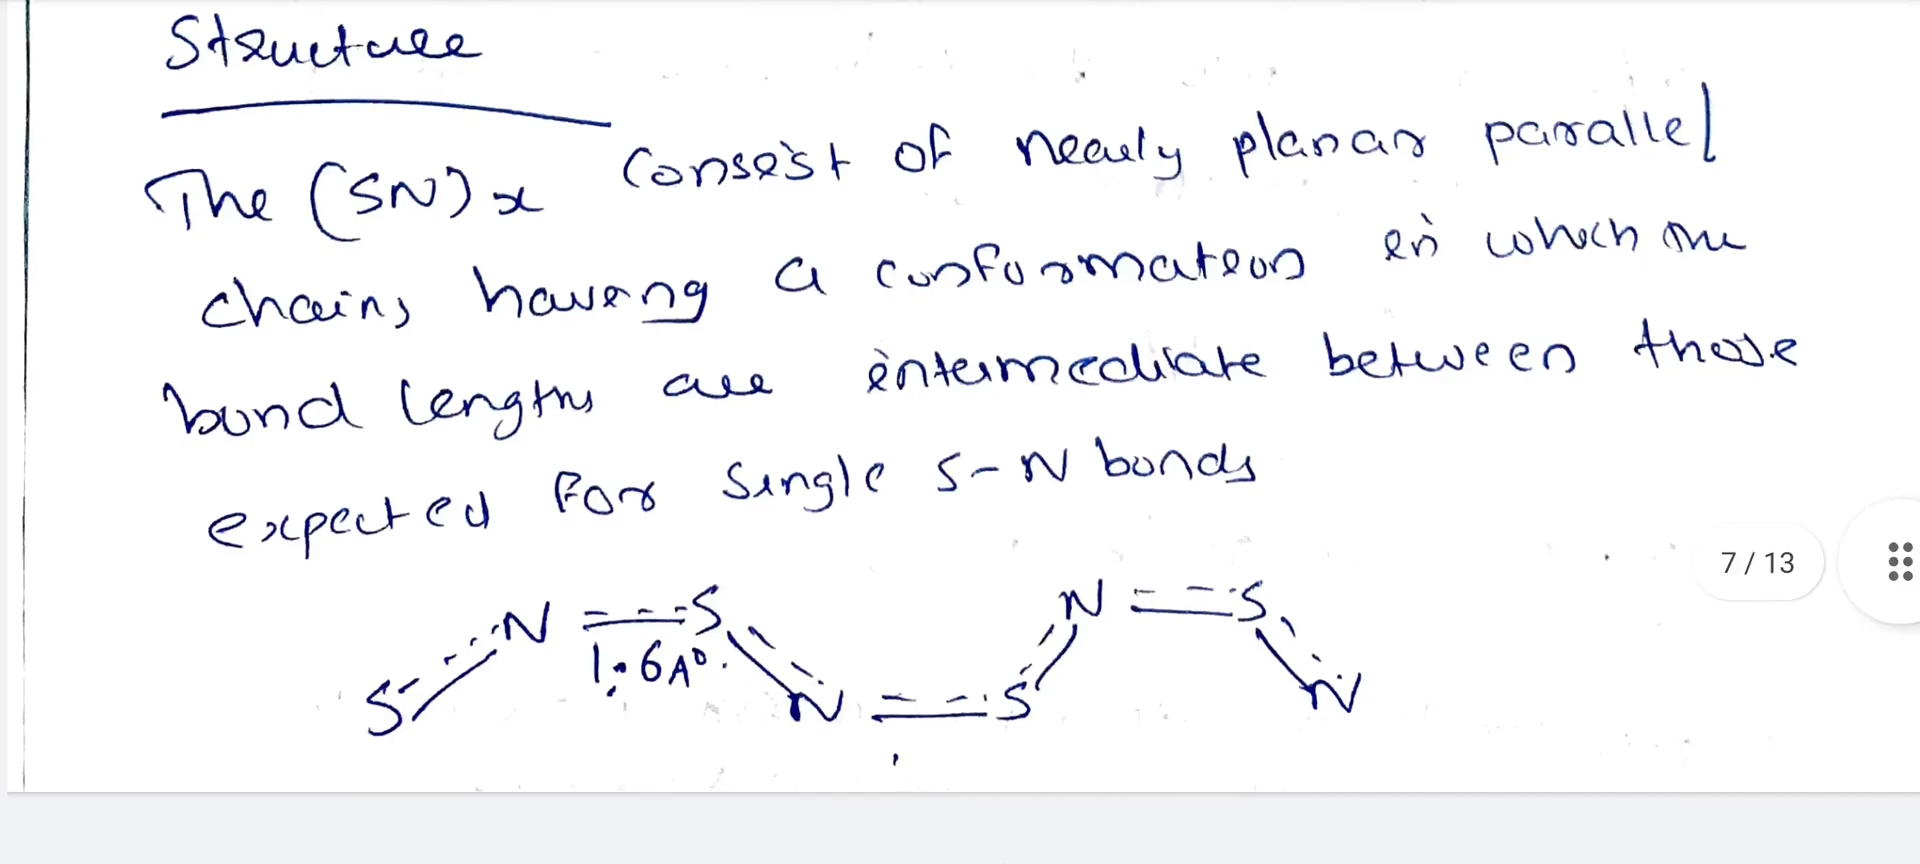 Structure
The (SN)x consist of nearly planar parallel
chains having a conformation in which the
bond lengths are intermediate between those
expected for single S-N bonds
7 / 13
S N S N S N S N
1.6A°